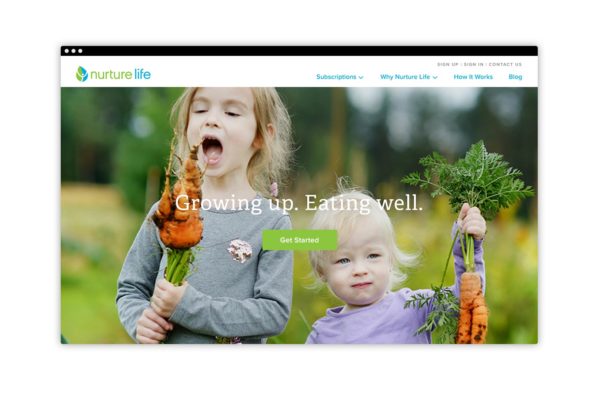 SIGN UP | SIGN IN | CONTACT US
nurture life
Subscriptions Why Nurture Life How it Works Blog
Growing up. Eating well.
Get Started